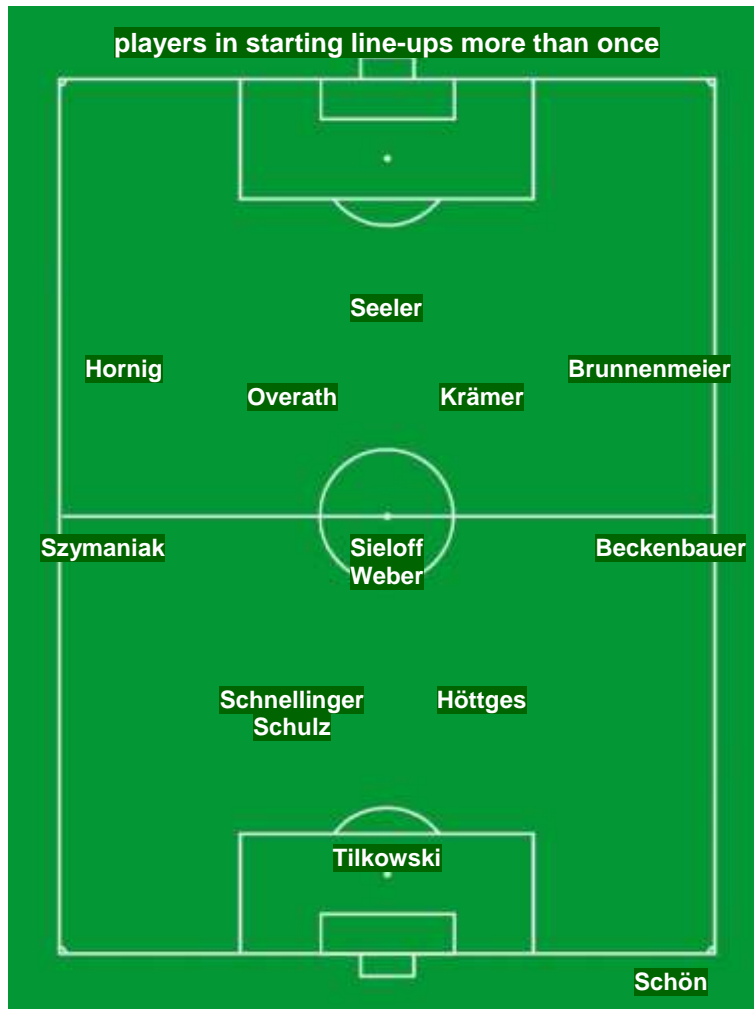 players in starting line-ups more than once
Seeler
Hornig
Brunnenmeier
Overath
Krämer
Szymaniak
Sieloff
Beckenbauer
Weber
Schnellinger
Höttges
Schulz
Tilkowski
Schön